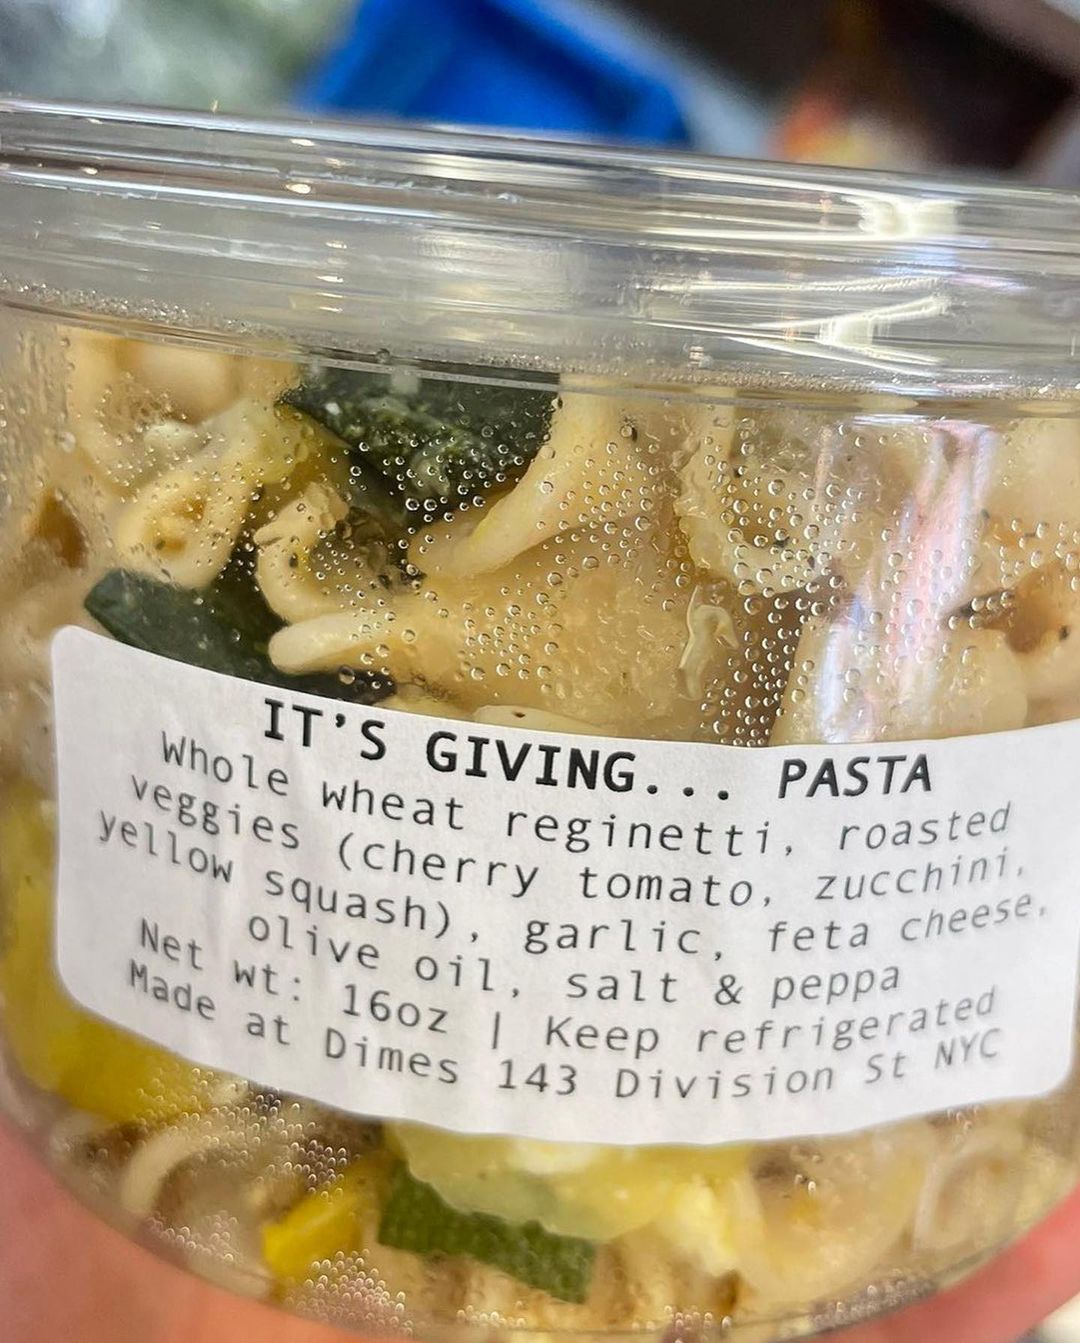 IT'S GIVING... PASTA
Whole wheat reginetti, roasted
veggies (cherry tomato, zucchini,
yellow squash), garlic, feta cheese,
olive oil, salt & peppa
Net wt: 16oz | Keep refrigerated
Made at Dimes 143 Division St NYC